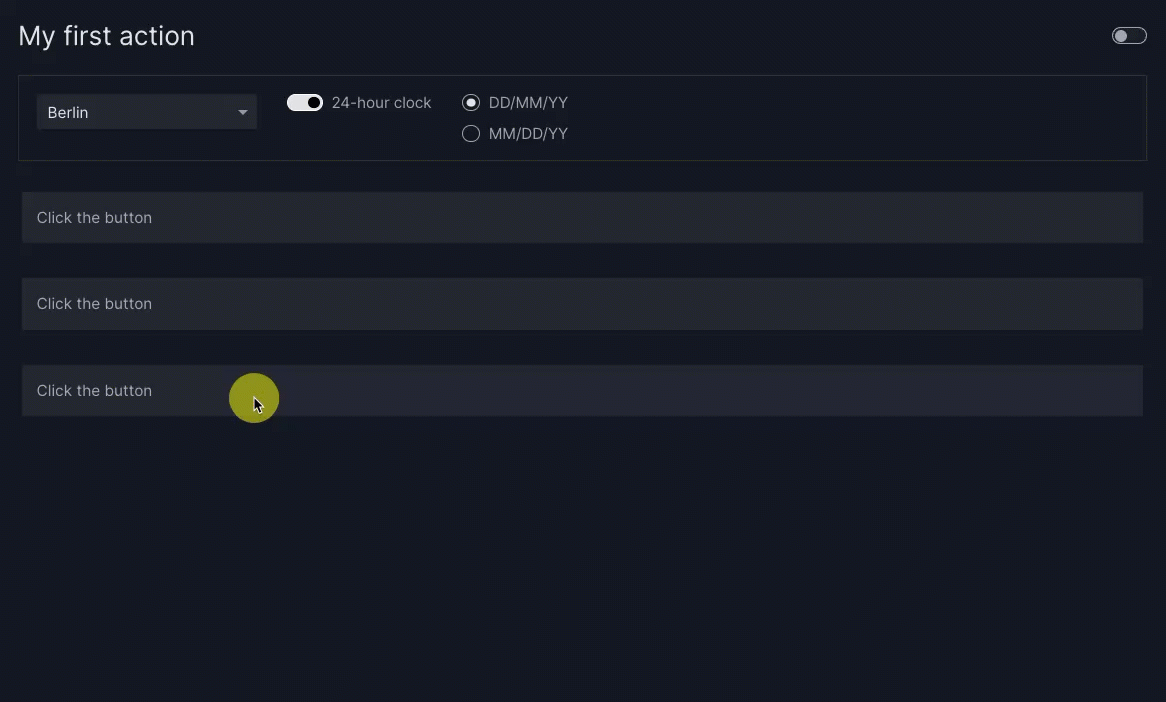 My first action
Berlin
24-hour clock
DD/MM/YY
MM/DD/YY
Click the button
Click the button
Click the button